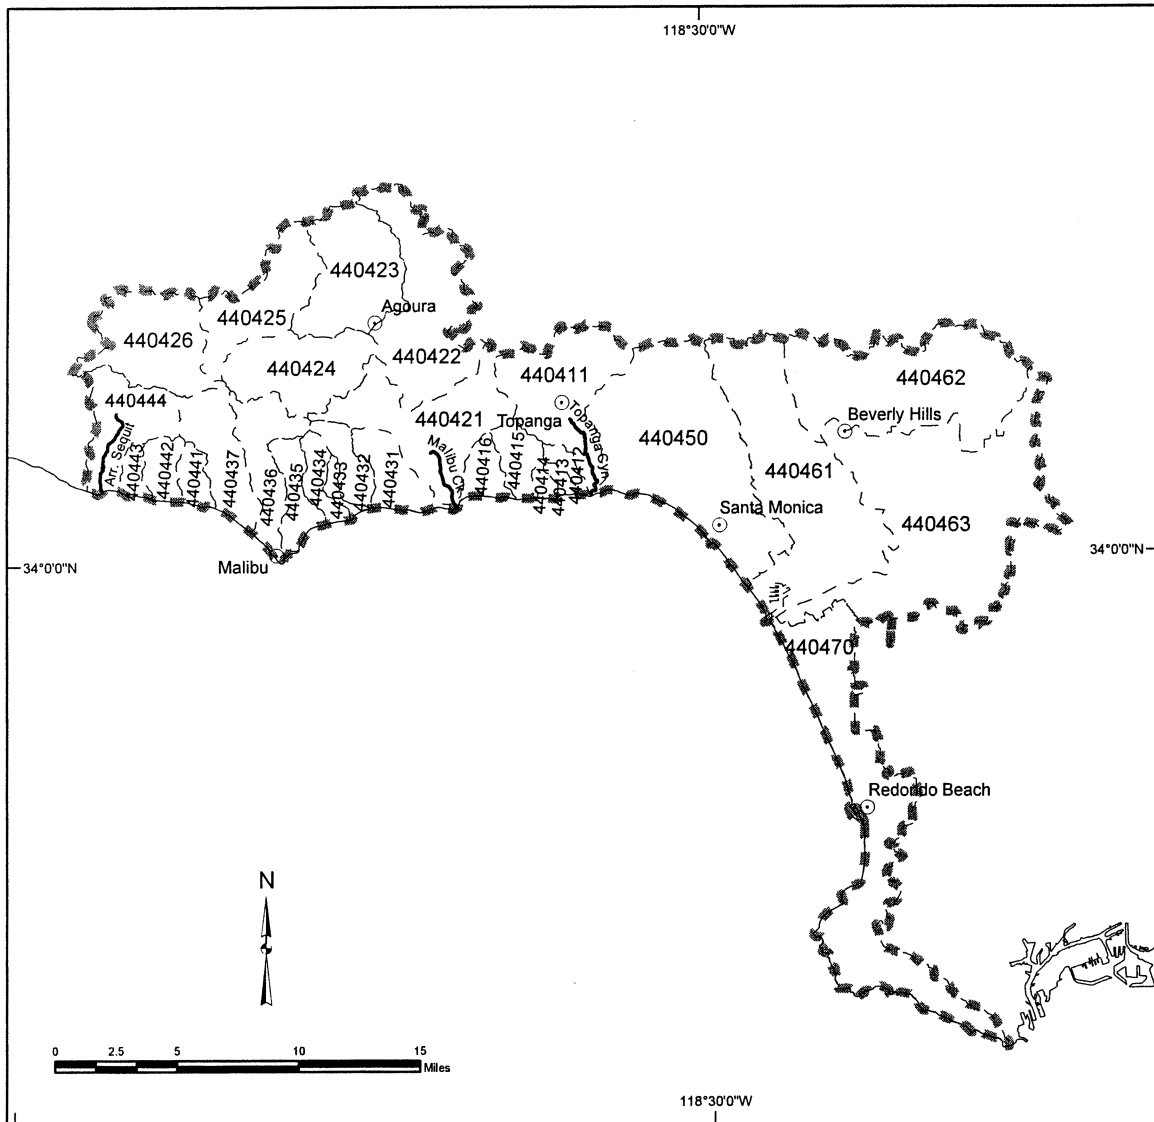 118°30'0"W
440423
Agoura
440425
440426
440422
440424
440411
440462
440444
Beverly Hills
440421
Topanga
Topanga Cyn
440450
Arr. Sequit
Malibu Ck
440443
440442
440441
440437
440436
440435
440434
440433
440432
440431
440416
440415
440414
440413
440412
440461
Santa Monica
440463
34°0'0"N
34°0'0"N
Malibu
440470
Redondo Beach
N
0 2.5 5 10 15
Miles
118°30'0"W